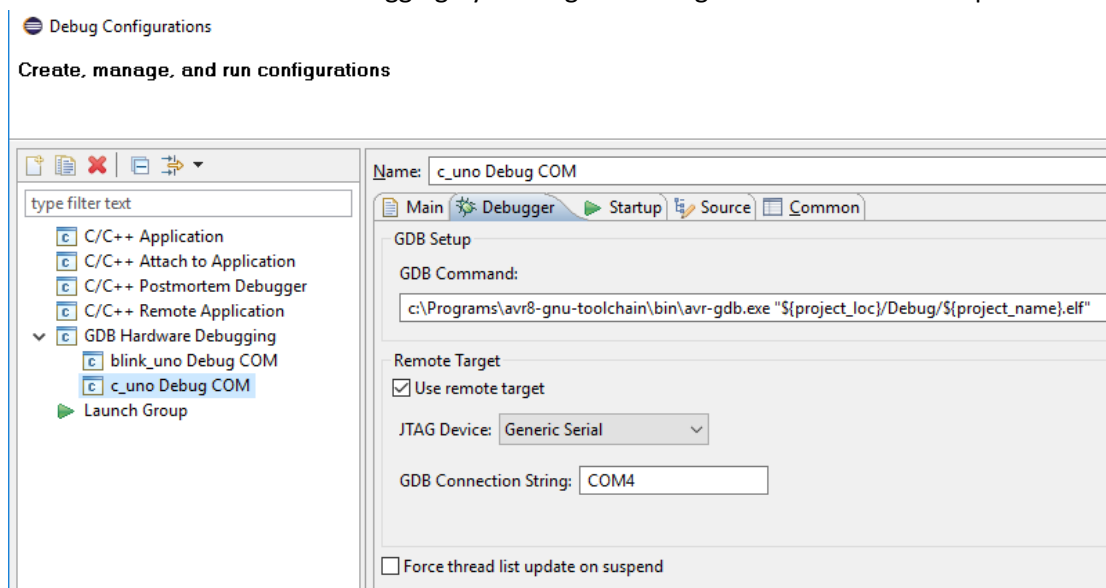 Debug Configurations
Create, manage, and run configurations
type filter text
C/C++ Application
C/C++ Attach to Application
C/C++ Postmortem Debugger
C/C++ Remote Application
GDB Hardware Debugging
blink_uno Debug COM
c_uno Debug COM
Launch Group
Name: c_uno Debug COM
Main Debugger Startup Source Common
GDB Setup
GDB Command:
c:\Programs\avr8-gnu-toolchain\bin\avr-gdb.exe "${project_loc}/Debug/${project_name}.elf"
Remote Target
Use remote target
JTAG Device: Generic Serial
GDB Connection String: COM4
Force thread list update on suspend